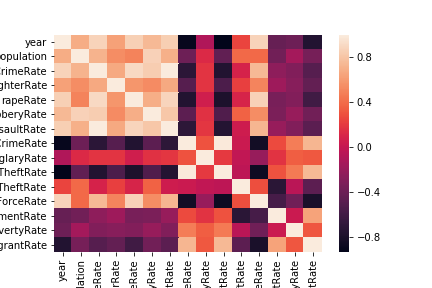 year
population
CrimeRate
ghterRate
rapeRate
bberyRate
saultRate
CrimeRate
glaryRate
TheftRate
TheftRate
ForceRate
mentRate
vertyRate
grantRate
0.8
0.4
0.0
−0.4
−0.8
year
lation
eRate
rRate
eRate
yRate
tRate
eRate
yRate
tRate
tRate
eRate
tRate
yRate
tRate